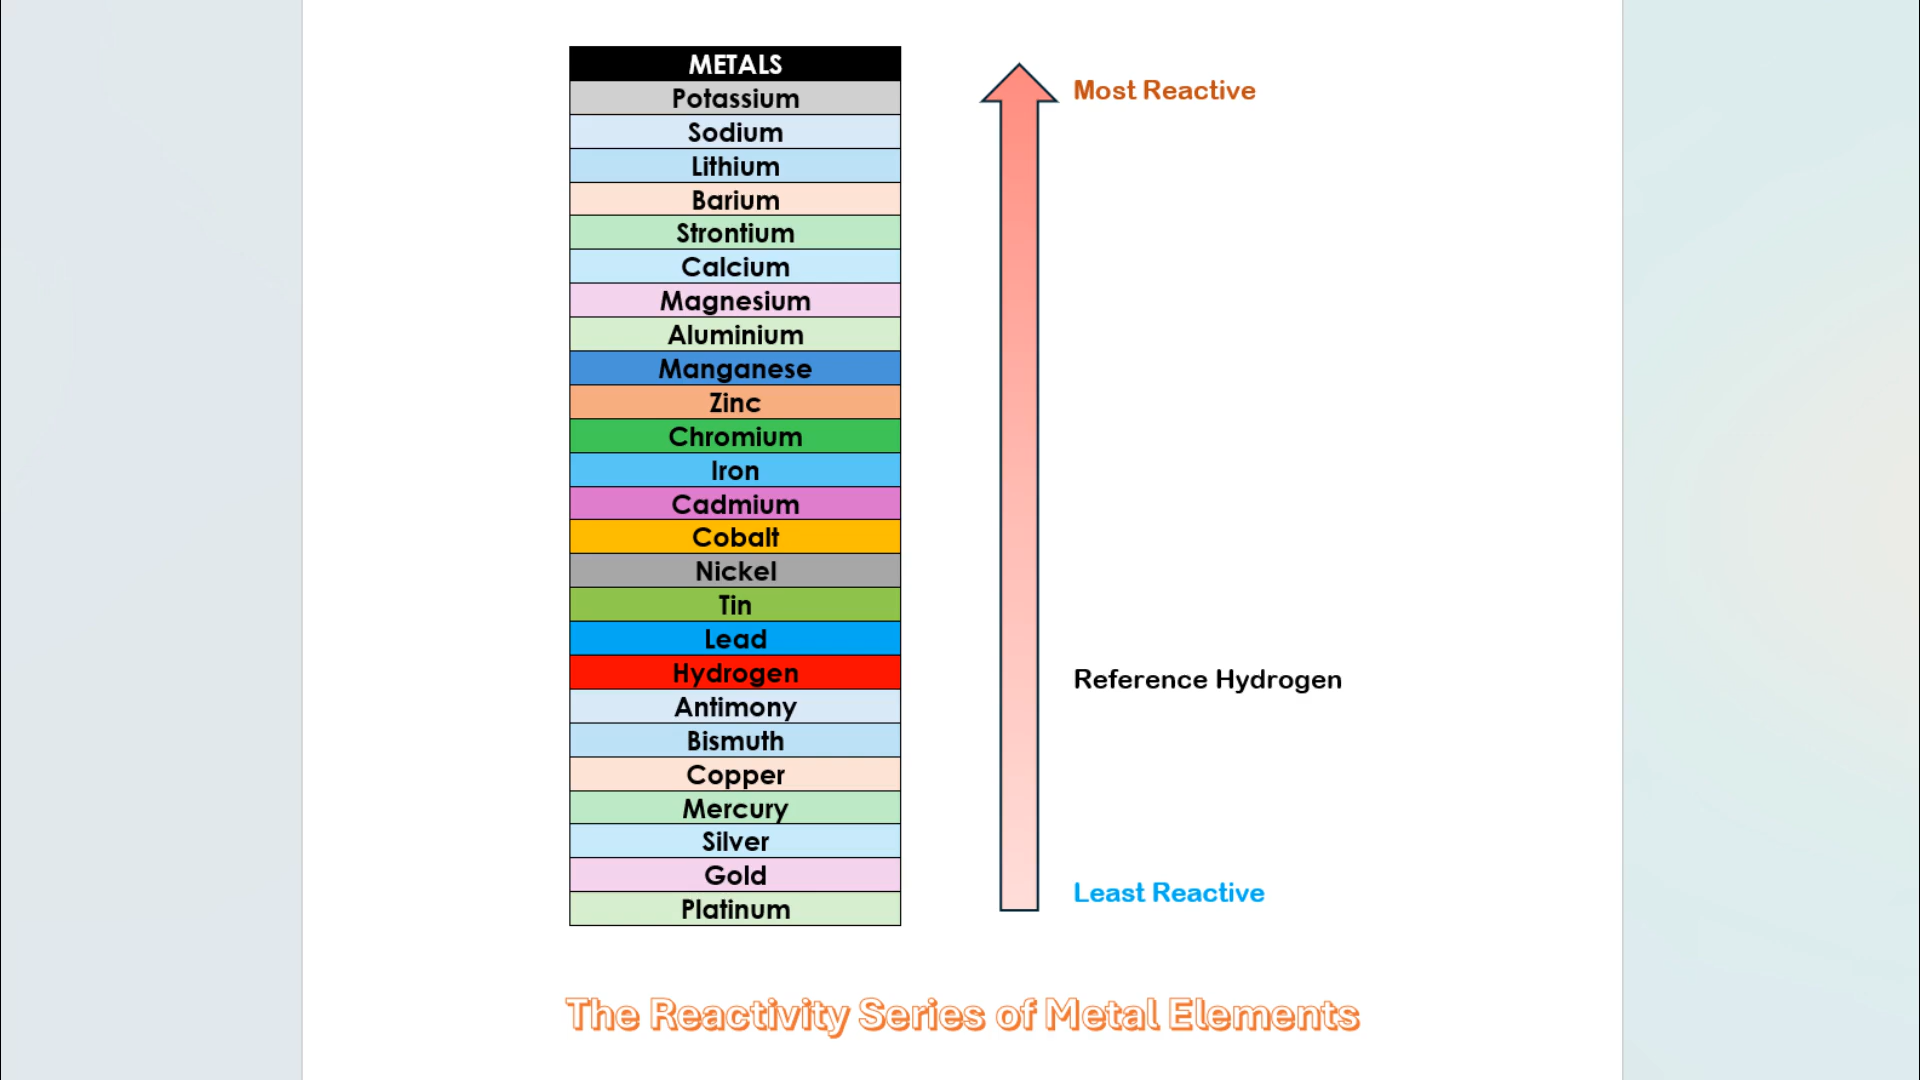 METALS
Potassium
Sodium
Lithium
Barium
Strontium
Calcium
Magnesium
Aluminium
Manganese
Zinc
Chromium
Iron
Cadmium
Cobalt
Nickel
Tin
Lead
Hydrogen
Antimony
Bismuth
Copper
Mercury
Silver
Gold
Platinum
Most Reactive
Reference Hydrogen
Least Reactive
The Reactivity Series of Metal Elements